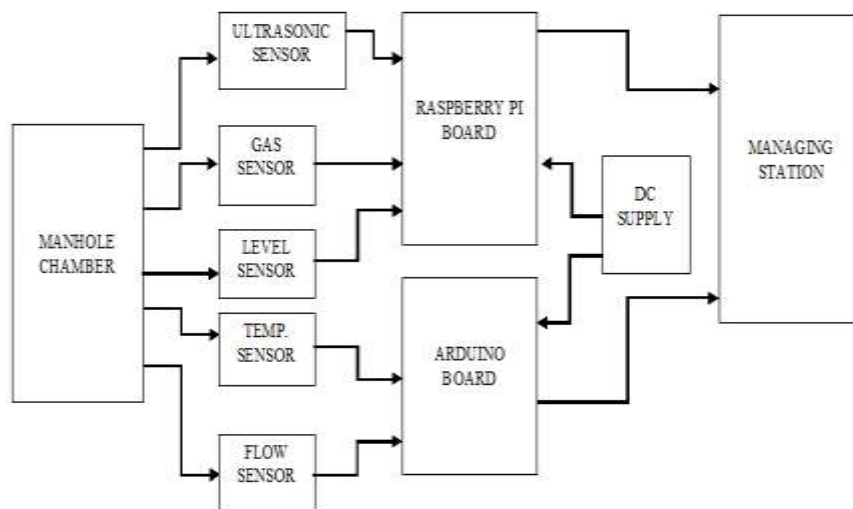 ULTRASONIC
SENSOR
RASPBERRY PI
BOARD
MANAGING
STATION
GAS
SENSOR
DC
SUPPLY
MANHOLE
CHAMBER
LEVEL
SENSOR
TEMP.
SENSOR
ARDUINO
BOARD
FLOW
SENSOR